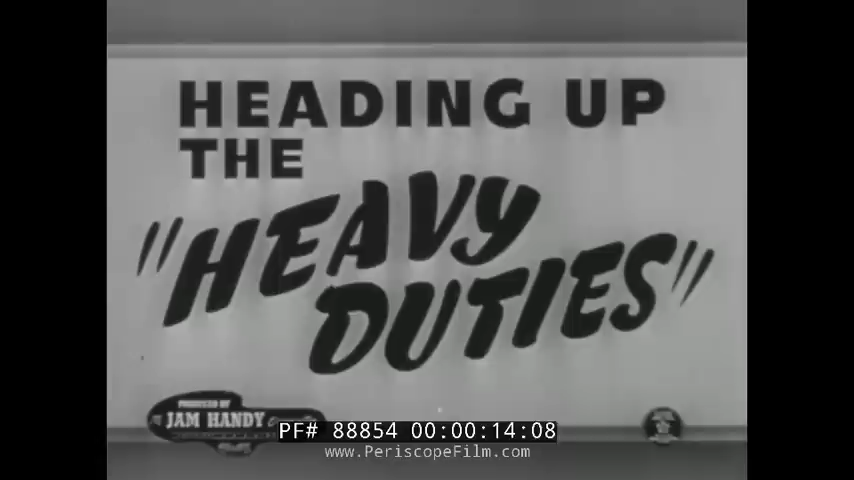 HEADING UP
THE
"HEAVY
DUTIES"
PRODUCED BY
JAM HANDY
PF# 88854 00:00:14:08
www.PeriscopeFilm.com